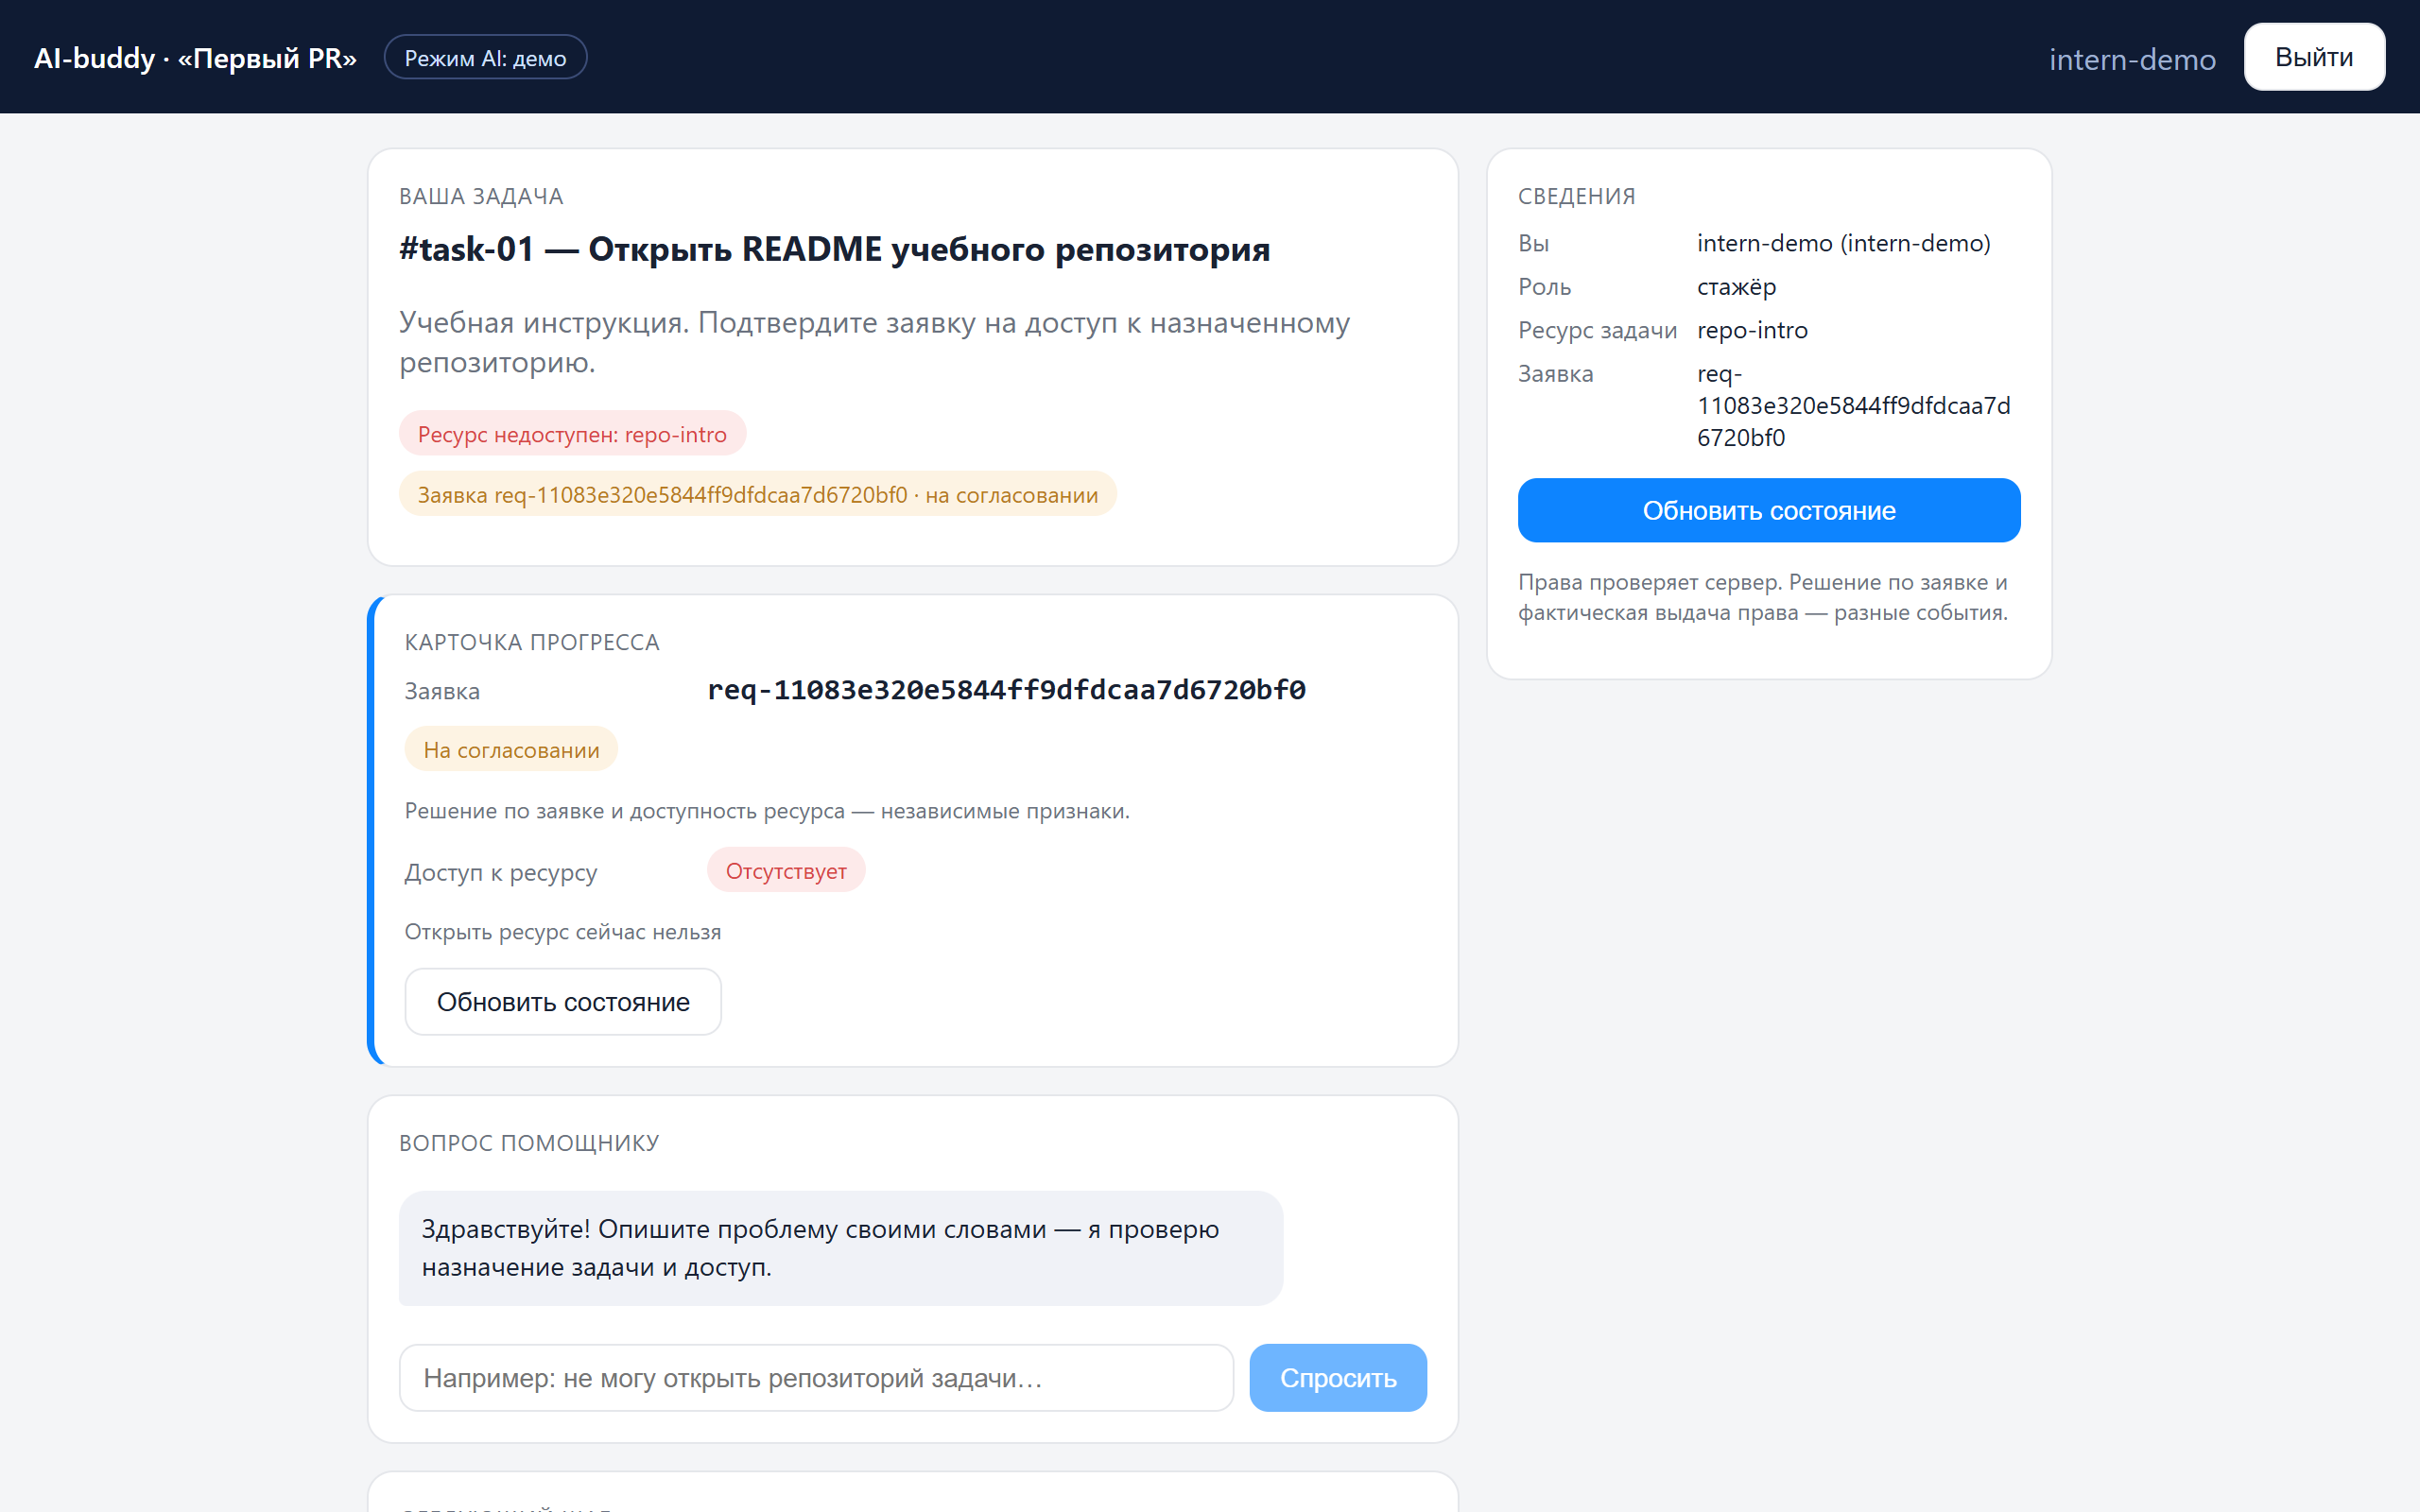 AI-buddy · «Первый PR»
Режим AI: демо
intern-demo
Выйти
ВАША ЗАДАЧА
#task-01 — Открыть README учебного репозитория
Учебная инструкция. Подтвердите заявку на доступ к назначенному
репозиторию.
Ресурс недоступен: repo-intro
Заявка req-11083e320e5844ff9dfdcaa7d6720bf0 · на согласовании
КАРТОЧКА ПРОГРЕССА
Заявка req-11083e320e5844ff9dfdcaa7d6720bf0
На согласовании
Решение по заявке и доступность ресурса — независимые признаки.
Доступ к ресурсу Отсутствует
Открыть ресурс сейчас нельзя
Обновить состояние
ВОПРОС ПОМОЩНИКУ
Здравствуйте! Опишите проблему своими словами — я проверю
назначение задачи и доступ.
Например: не могу открыть репозиторий задачи…
Спросить
СВЕДЕНИЯ
Вы intern-demo (intern-demo)
Роль стажёр
Ресурс задачи repo-intro
Заявка req-
11083e320e5844ff9dfdcaa7d
6720bf0
Обновить состояние
Права проверяет сервер. Решение по заявке и
фактическая выдача права — разные события.